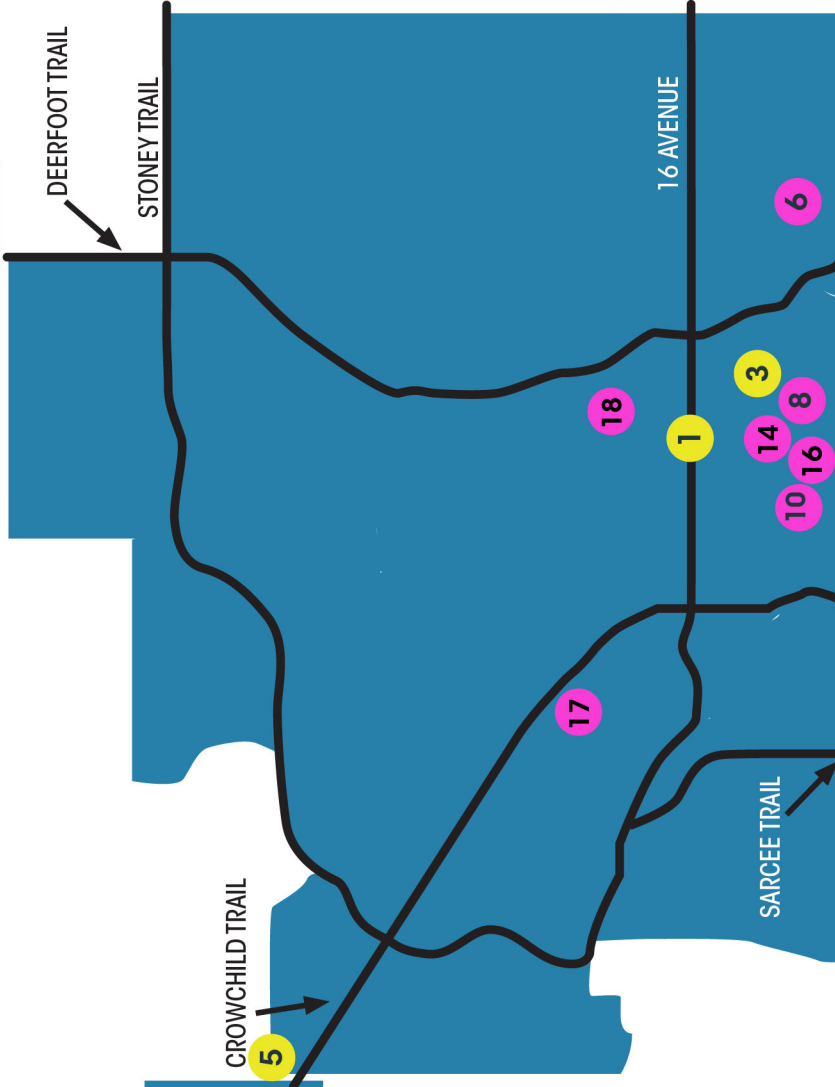 DEERFOOT TRAIL
STONEY TRAIL
16 AVENUE
6
18
3
1
8
14
16
10
17
SARCEE TRAIL
CROWCHILD TRAIL
5